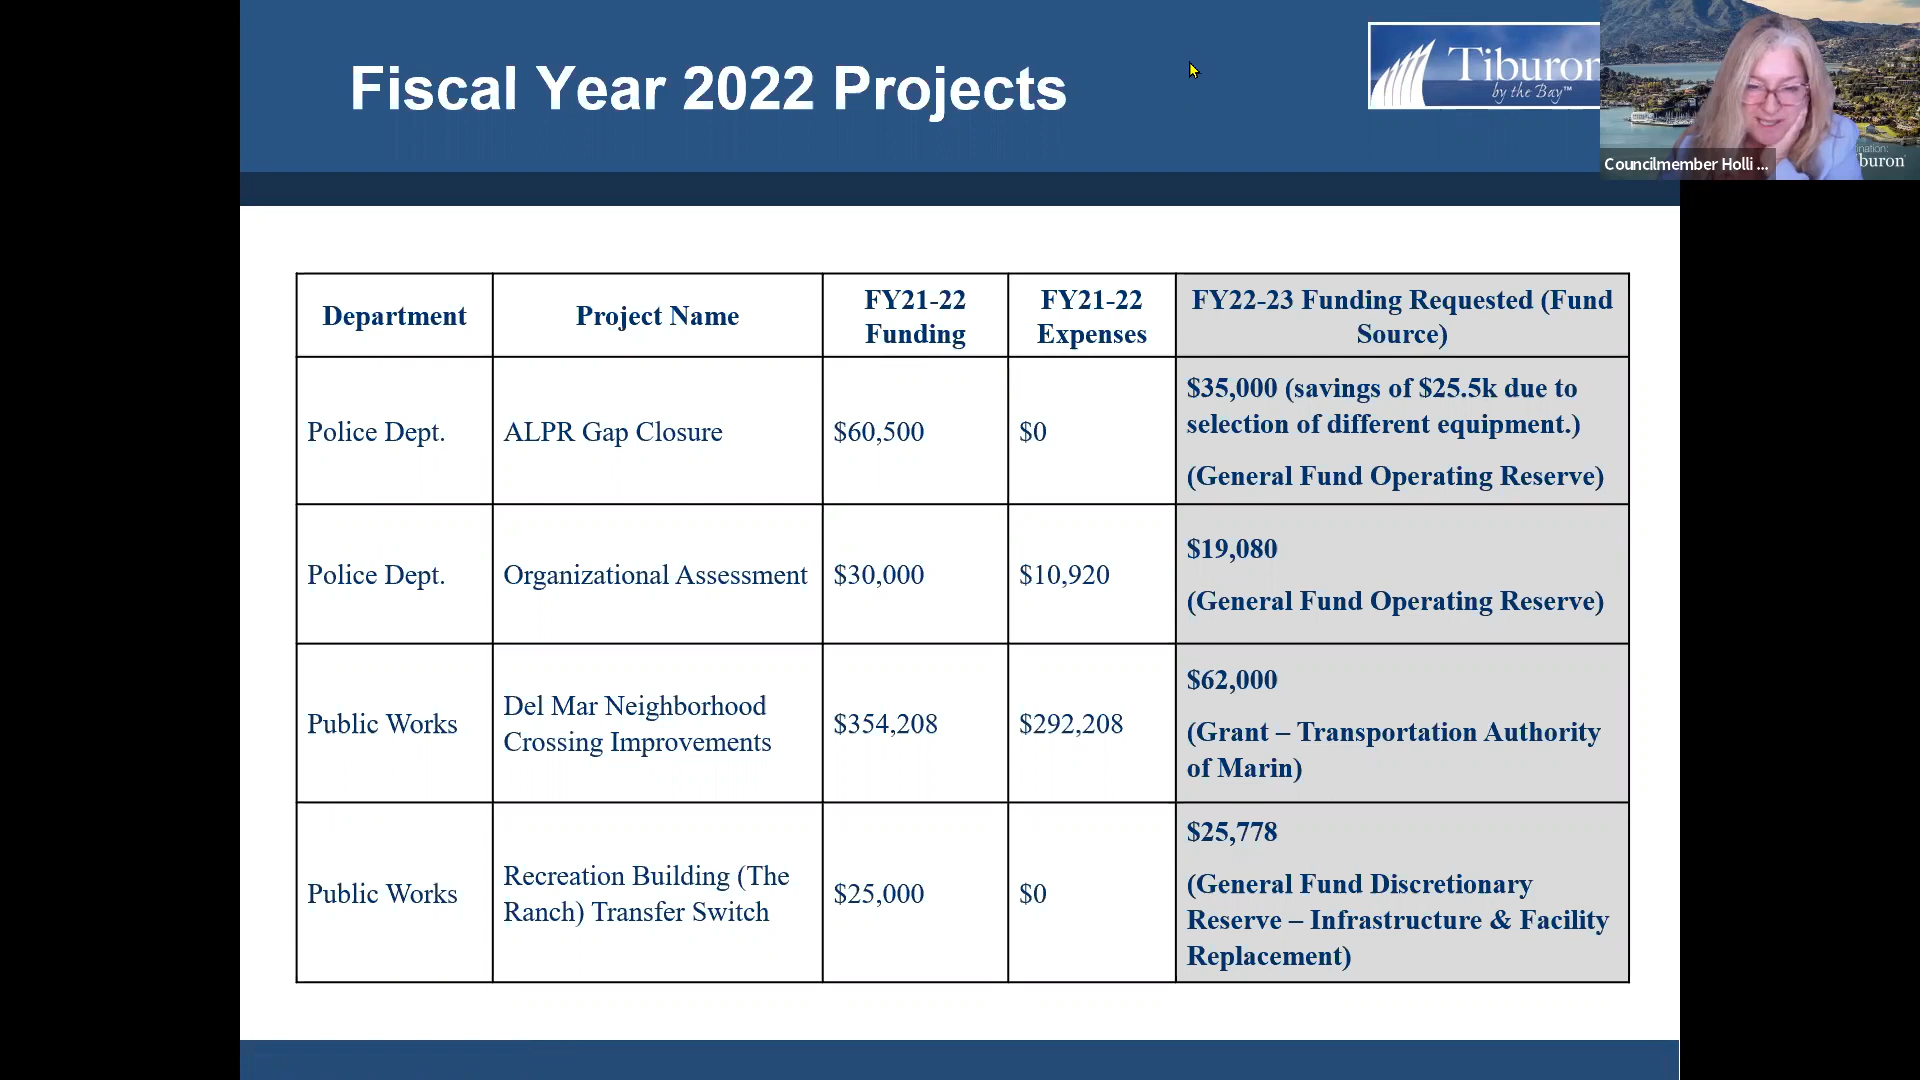 Fiscal Year 2022 Projects
Tiburon
by the Bay™
Councilmember Holli ...
Department
Project Name
FY21-22
Funding
FY21-22
Expenses
FY22-23 Funding Requested (Fund
Source)
Police Dept.
ALPR Gap Closure
$60,500
$0
$35,000 (savings of $25.5k due to
selection of different equipment.)
(General Fund Operating Reserve)
Police Dept.
Organizational Assessment
$30,000
$10,920
$19,080
(General Fund Operating Reserve)
Public Works
Del Mar Neighborhood
Crossing Improvements
$354,208
$292,208
$62,000
(Grant – Transportation Authority
of Marin)
Public Works
Recreation Building (The
Ranch) Transfer Switch
$25,000
$0
$25,778
(General Fund Discretionary
Reserve – Infrastructure & Facility
Replacement)